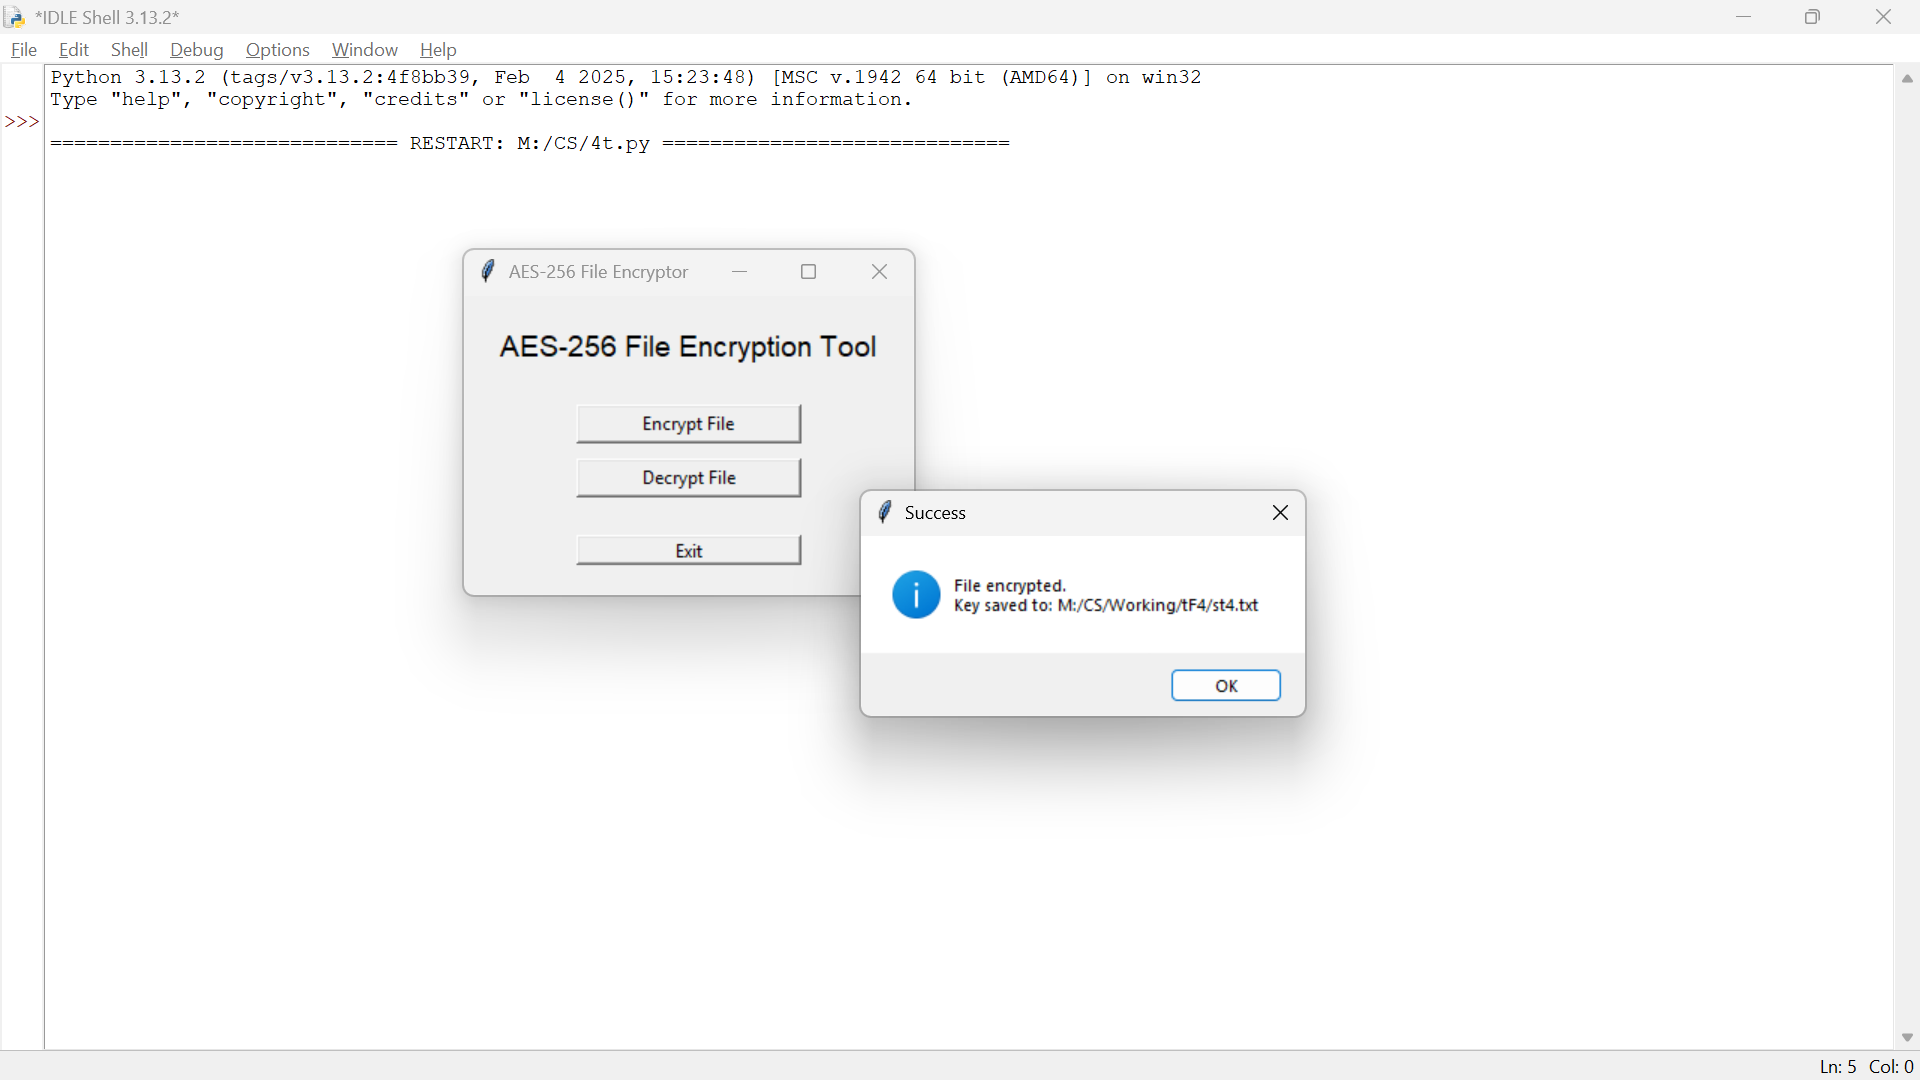 *IDLE Shell 3.13.2*
File Edit Shell Debug Options Window Help
Python 3.13.2 (tags/v3.13.2:4f8bb39, Feb  4 2025, 15:23:48) [MSC v.1942 64 bit (AMD64)] on win32
Type "help", "copyright", "credits" or "license()" for more information.
>>>
============================= RESTART: M:/CS/4t.py =============================
AES-256 File Encryptor
AES-256 File Encryption Tool
Encrypt File
Decrypt File
Exit
Success
File encrypted.
Key saved to: M:/CS/Working/tF4/st4.txt
OK
Ln: 5 Col: 0